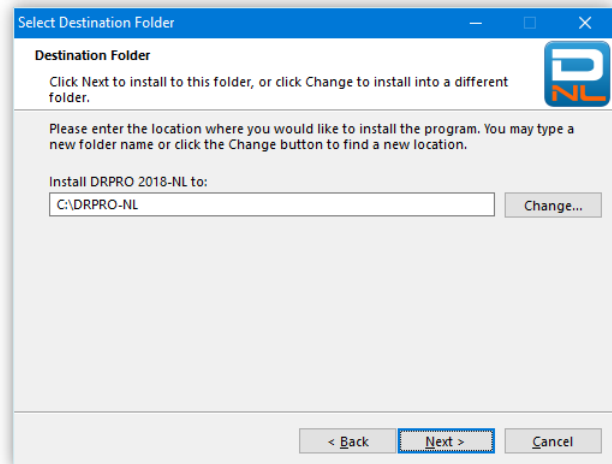 Select Destination Folder
Destination Folder
Click Next to install to this folder, or click Change to install into a different
folder.
D
NL
Please enter the location where you would like to install the program. You may type a
new folder name or click the Change button to find a new location.
Install DRPRO 2018-NL to:
C:\DRPRO-NL
Change...
< Back
Next >
Cancel